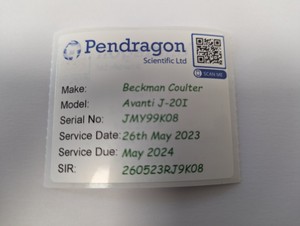 Pendragon
Scientific Ltd
SCAN ME
Make: Beckman Coulter
Model: Avanti J-20I
Serial No: JMY99K08
Service Date: 26th May 2023
Service Due: May 2024
SIR: 260523RJ9K08